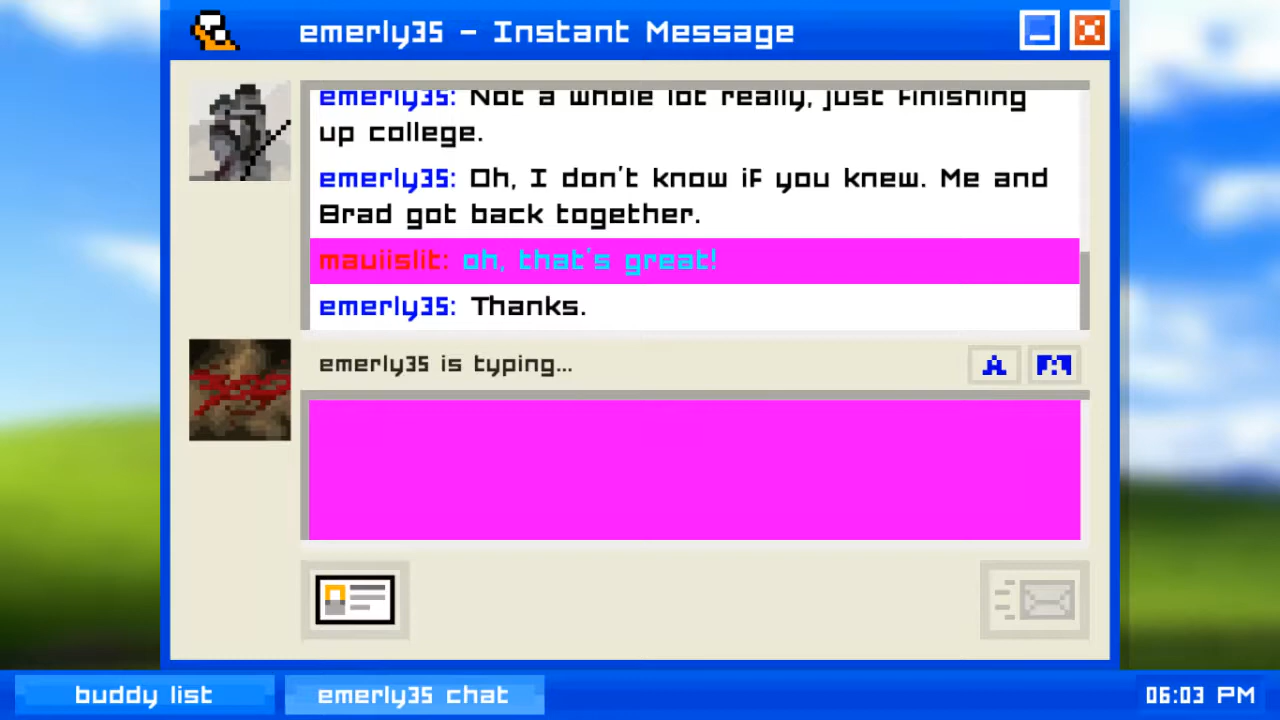 emerly35 - Instant Message
emerly35: Not a whole lot really, just finishing
up college.
emerly35: Oh, I don't know if you knew. Me and
Brad got back together.
mauiislit: oh, that's great!
emerly35: Thanks.
emerly35 is typing...
A
buddy list
emerly35 chat
06:03 PM